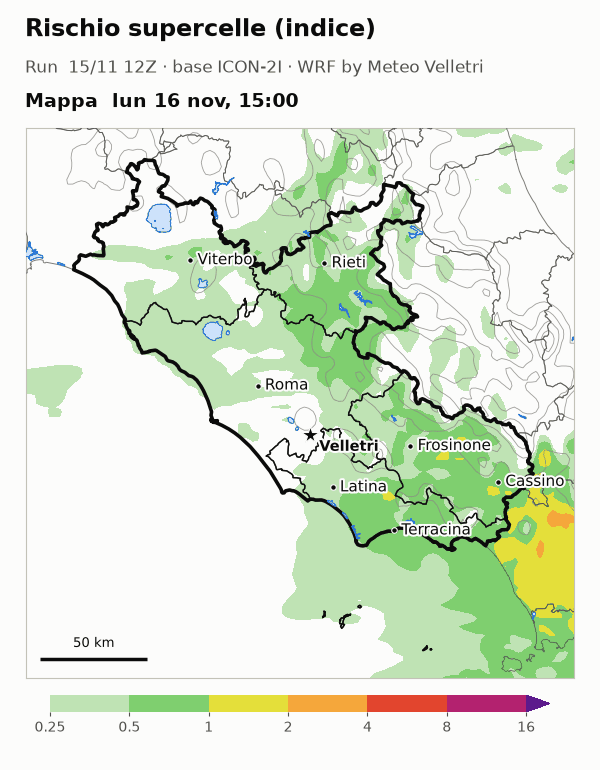 Rischio supercelle (indice)
Run 15/11 12Z · base ICON-2I · WRF by Meteo Velletri
Mappa lun 16 nov, 15:00
Viterbo
Rieti
Roma
Velletri
Frosinone
Cassino
Latina
Terracina
50 km
0.25 0.5 1 2 4 8 16